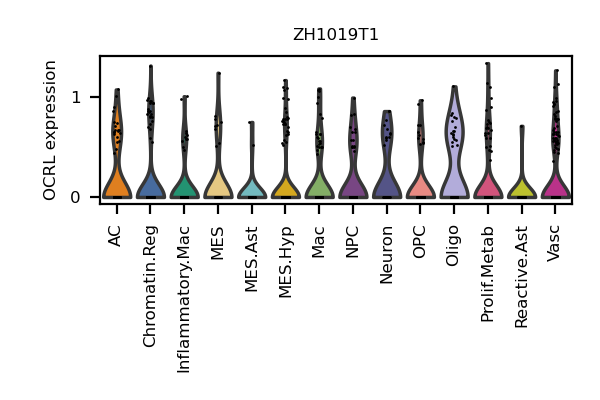 ZH1019T1
OCRL expression
1
0
AC
Chromatin.Reg
Inflammatory.Mac
MES
MES.Ast
MES.Hyp
Mac
NPC
Neuron
OPC
Oligo
Prolif.Metab
Reactive.Ast
Vasc